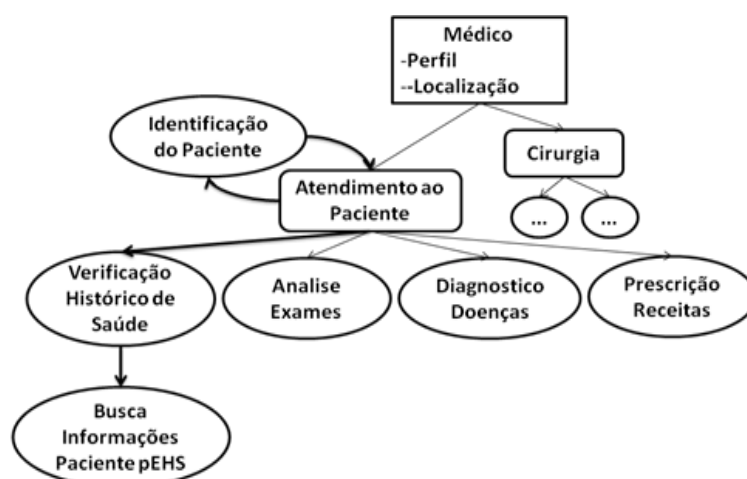 Médico
-Perfil
--Localização
Identificação
do Paciente
Cirurgia
Atendimento ao
Paciente
...
...
Verificação
Histórico de
Saúde
Analise
Exames
Diagnostico
Doenças
Prescrição
Receitas
Busca
Informações
Paciente pEHS